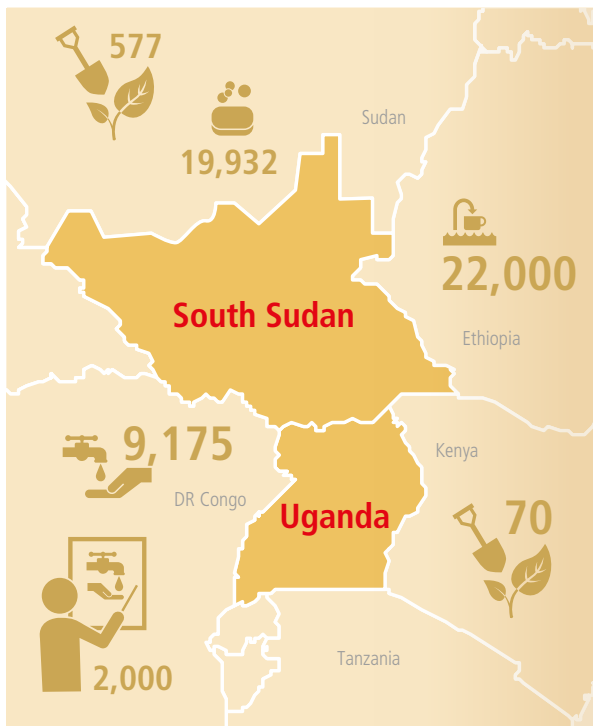 577
19,932
Sudan
22,000
South Sudan
Ethiopia
9,175
Kenya
DR Congo
Uganda
70
2,000
Tanzania